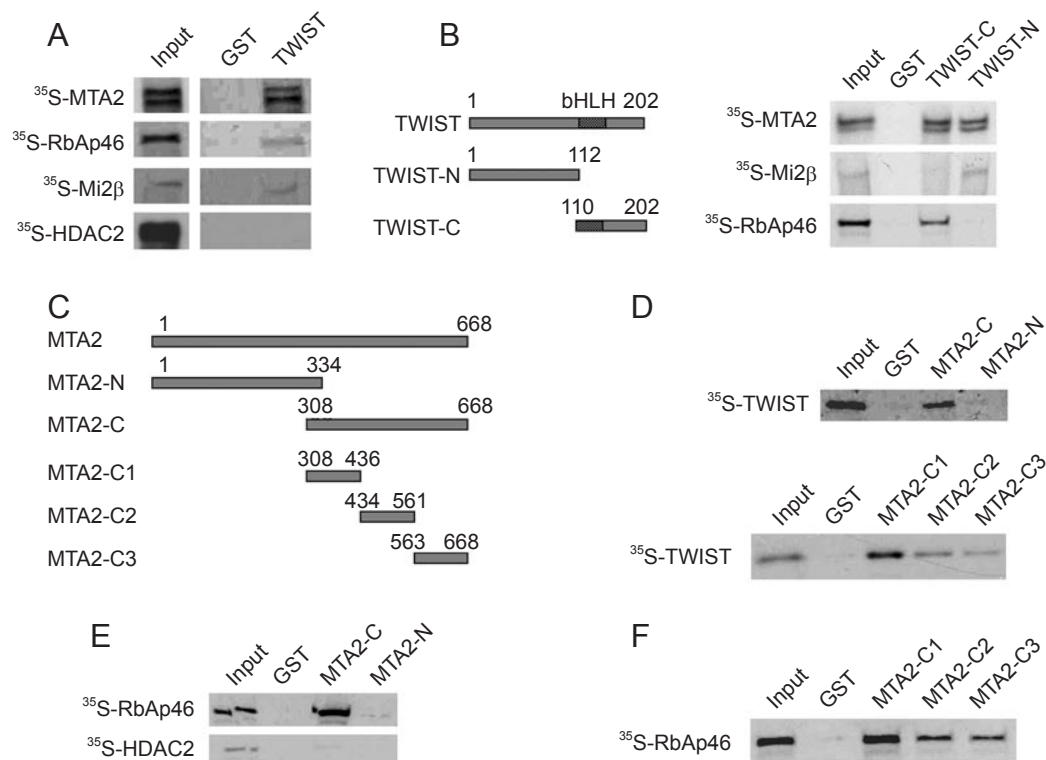 A
Input GST TWIST
³⁵S-MTA2
³⁵S-RbAp46
³⁵S-Mi2β
³⁵S-HDAC2
B
1 bHLH 202
TWIST
1 112
TWIST-N
110 202
TWIST-C
Input GST TWIST-C TWIST-N
³⁵S-MTA2
³⁵S-Mi2β
³⁵S-RbAp46
C
1 668
MTA2
1 334
MTA2-N
308 668
MTA2-C
308 436
MTA2-C1
434 561
MTA2-C2
563 668
MTA2-C3
D
Input GST MTA2-C MTA2-N
³⁵S-TWIST
Input GST MTA2-C1 MTA2-C2 MTA2-C3
³⁵S-TWIST
E
Input GST MTA2-C MTA2-N
³⁵S-RbAp46
³⁵S-HDAC2
F
Input GST MTA2-C1 MTA2-C2 MTA2-C3
³⁵S-RbAp46